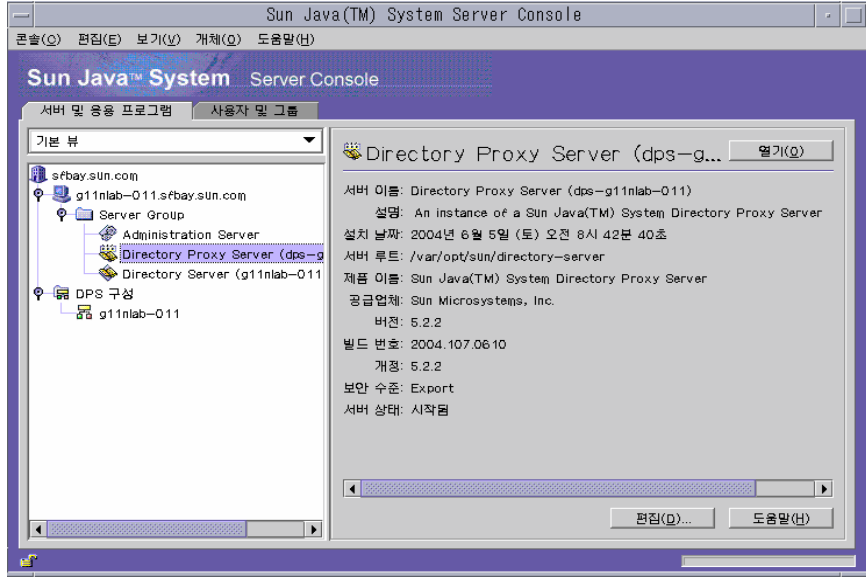 Sun Java(TM) System Server Console
콘솔(O) 편집(E) 보기(V) 개체(O) 도움말(H)
Sun Java™ System Server Console
서버 및 응용 프로그램 사용자 및 그룹
기본 뷰
sfbay.sun.com
g11nlab-011.sfbay.sun.com
Server Group
Administration Server
Directory Proxy Server (dps-g
Directory Server (g11nlab-011
DPS 구성
g11nlab-011
Directory Proxy Server (dps-g... 열기(O)
서버 이름: Directory Proxy Server (dps-g11nlab-011)
설명: An instance of a Sun Java(TM) System Directory Proxy Server
설치 날짜: 2004년 6월 5일 (토) 오전 8시 42분 40초
서버 루트: /var/opt/sun/directory-server
제품 이름: Sun Java(TM) System Directory Proxy Server
공급업체: Sun Microsystems, Inc.
버전: 5.2.2
빌드 번호: 2004.107.0610
개정: 5.2.2
보안 수준: Export
서버 상태: 시작됨
편집(D)... 도움말(H)